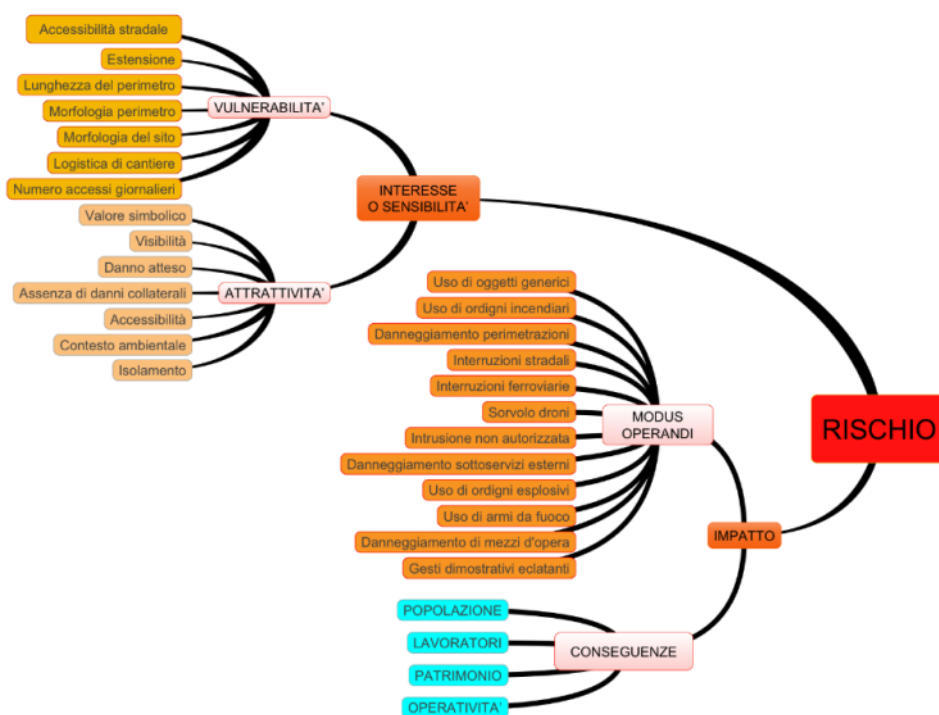 Accessibilità stradale
Estensione
Lunghezza del perimetro
Morfologia perimetro
Morfologia del sito
Logistica di cantiere
Numero accessi giornalieri
VULNERABILITA'
Valore simbolico
Visibilità
Danno atteso
Assenza di danni collaterali
Accessibilità
Contesto ambientale
Isolamento
ATTRATTIVITA'
INTERESSE
O SENSIBILITA'
Uso di oggetti generici
Uso di ordigni incendiari
Danneggiamento perimetrazioni
Interruzioni stradali
Interruzioni ferroviarie
Sorvolo droni
Intrusione non autorizzata
Danneggiamento sottoservizi esterni
Uso di ordigni esplosivi
Uso di armi da fuoco
Danneggiamento di mezzi d'opera
Gesti dimostrativi eclatanti
MODUS
OPERANDI
POPOLAZIONE
LAVORATORI
PATRIMONIO
OPERATIVITA'
CONSEGUENZE
IMPATTO
RISCHIO